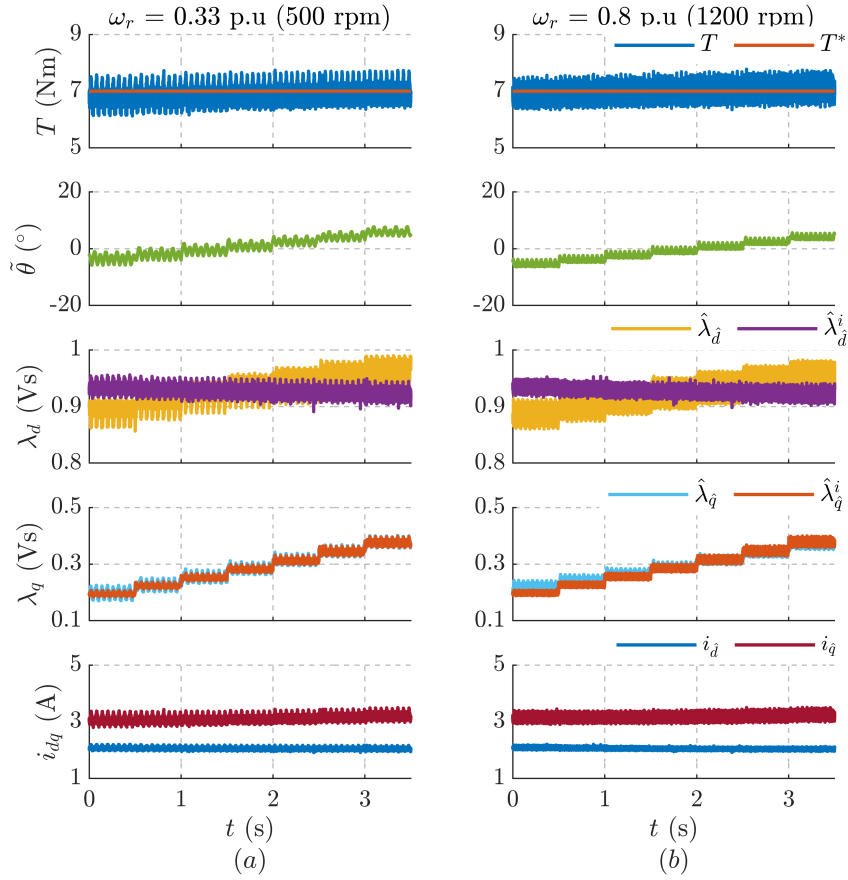 ω_r = 0.33 p.u (500 rpm)
ω_r = 0.8 p.u (1200 rpm)
T
T*
T (Nm)
9
7
5
9
7
5
θ̃ (°)
20
0
-20
20
0
-20
λ̂_d̂
λ̂^i_d̂
λ_d (Vs)
1
0.9
0.8
1
0.9
0.8
λ̂_q̂
λ̂^i_q̂
λ_q (Vs)
0.5
0.3
0.1
0.5
0.3
0.1
i_d̂
i_q̂
i_dq (A)
5
3
1
5
3
1
0 1 2 3
0 1 2 3
t (s)
t (s)
(a)
(b)